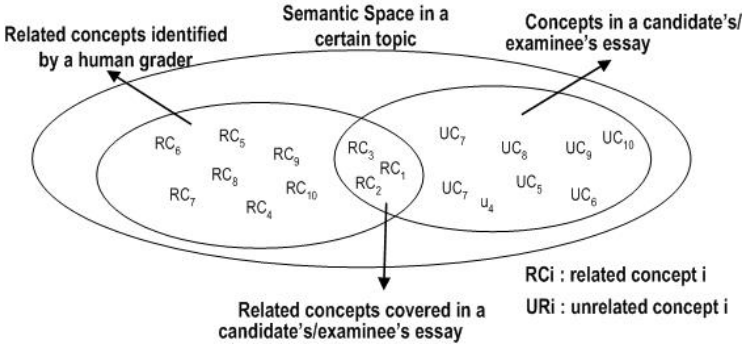 Semantic Space in a
certain topic
Related concepts identified
by a human grader
Concepts in a candidate's/
examinee's essay
RC6
RC5
RC9
RC8
RC7
RC4
RC10
RC3
RC1
RC2
UC7
UC8
UC9
UC10
UC7
u4
UC5
UC6
RCi : related concept i
URi : unrelated concept i
Related concepts covered in a
candidate's/examinee's essay